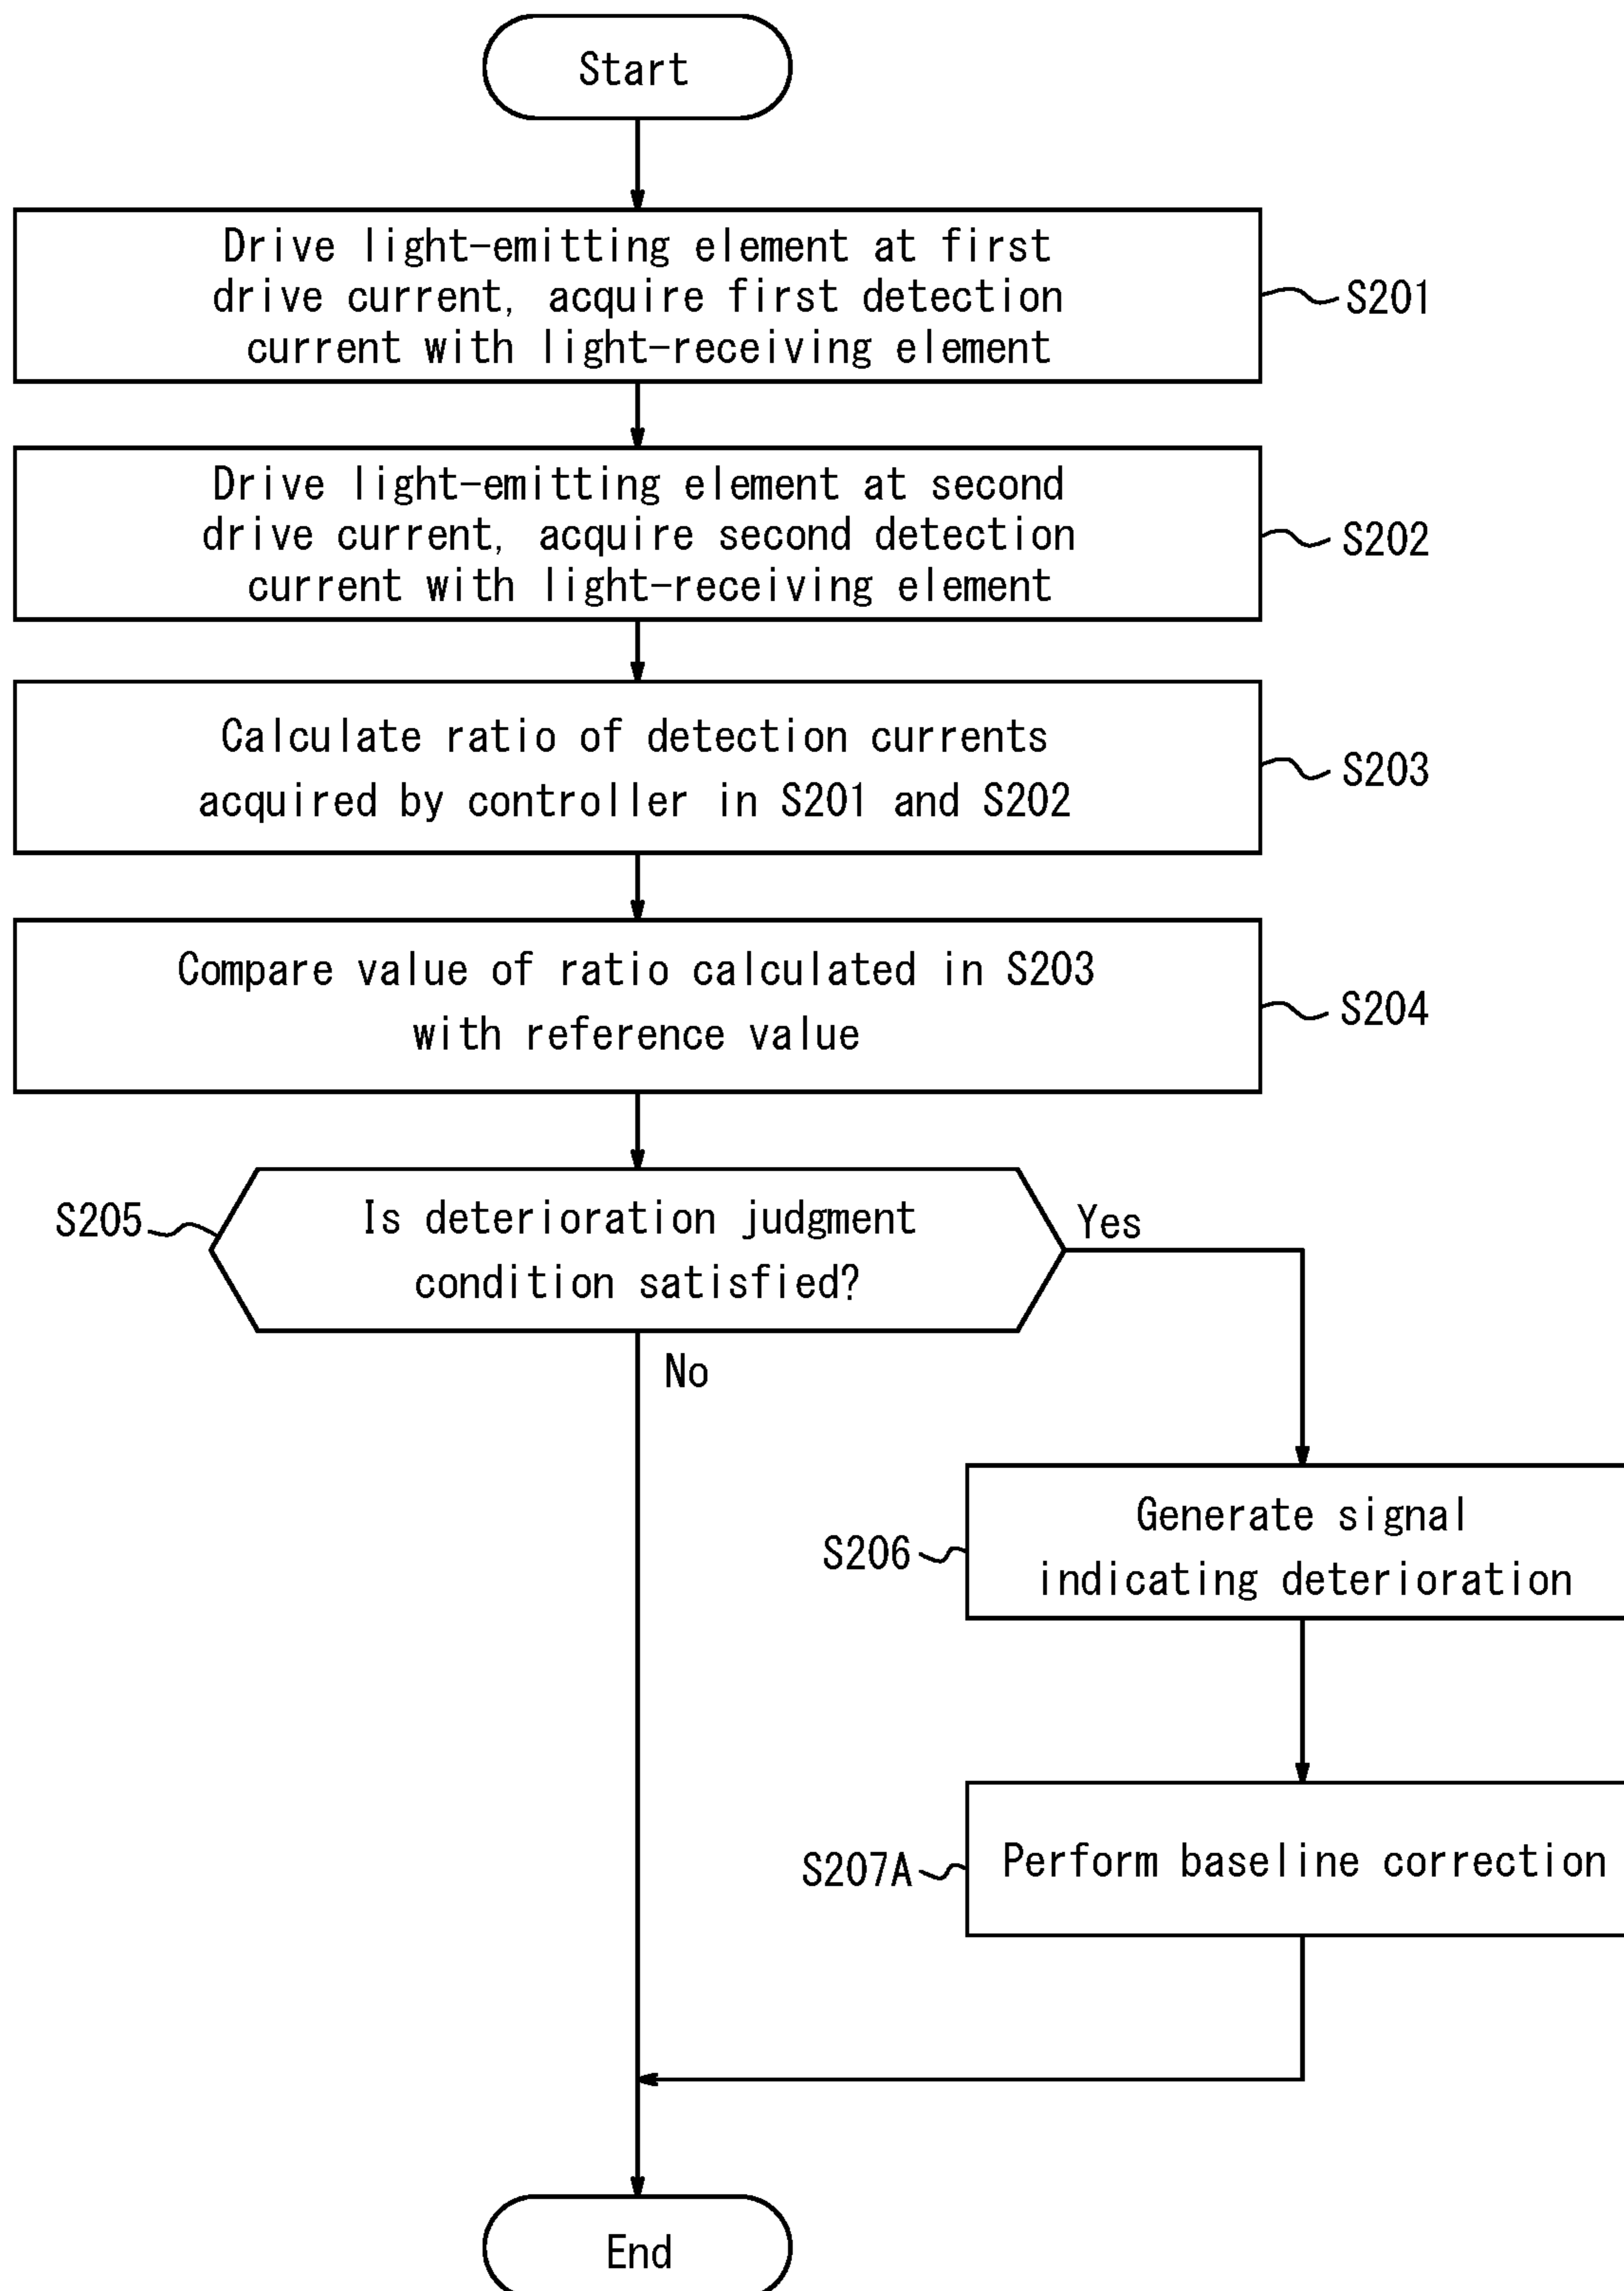 Start
Drive light-emitting element at first
drive current, acquire first detection
current with light-receiving element
S201
Drive light-emitting element at second
drive current, acquire second detection
current with light-receiving element
S202
Calculate ratio of detection currents
acquired by controller in S201 and S202
S203
Compare value of ratio calculated in S203
with reference value
S204
S205
Is deterioration judgment
condition satisfied?
Yes
No
S206
Generate signal
indicating deterioration
S207A
Perform baseline correction
End